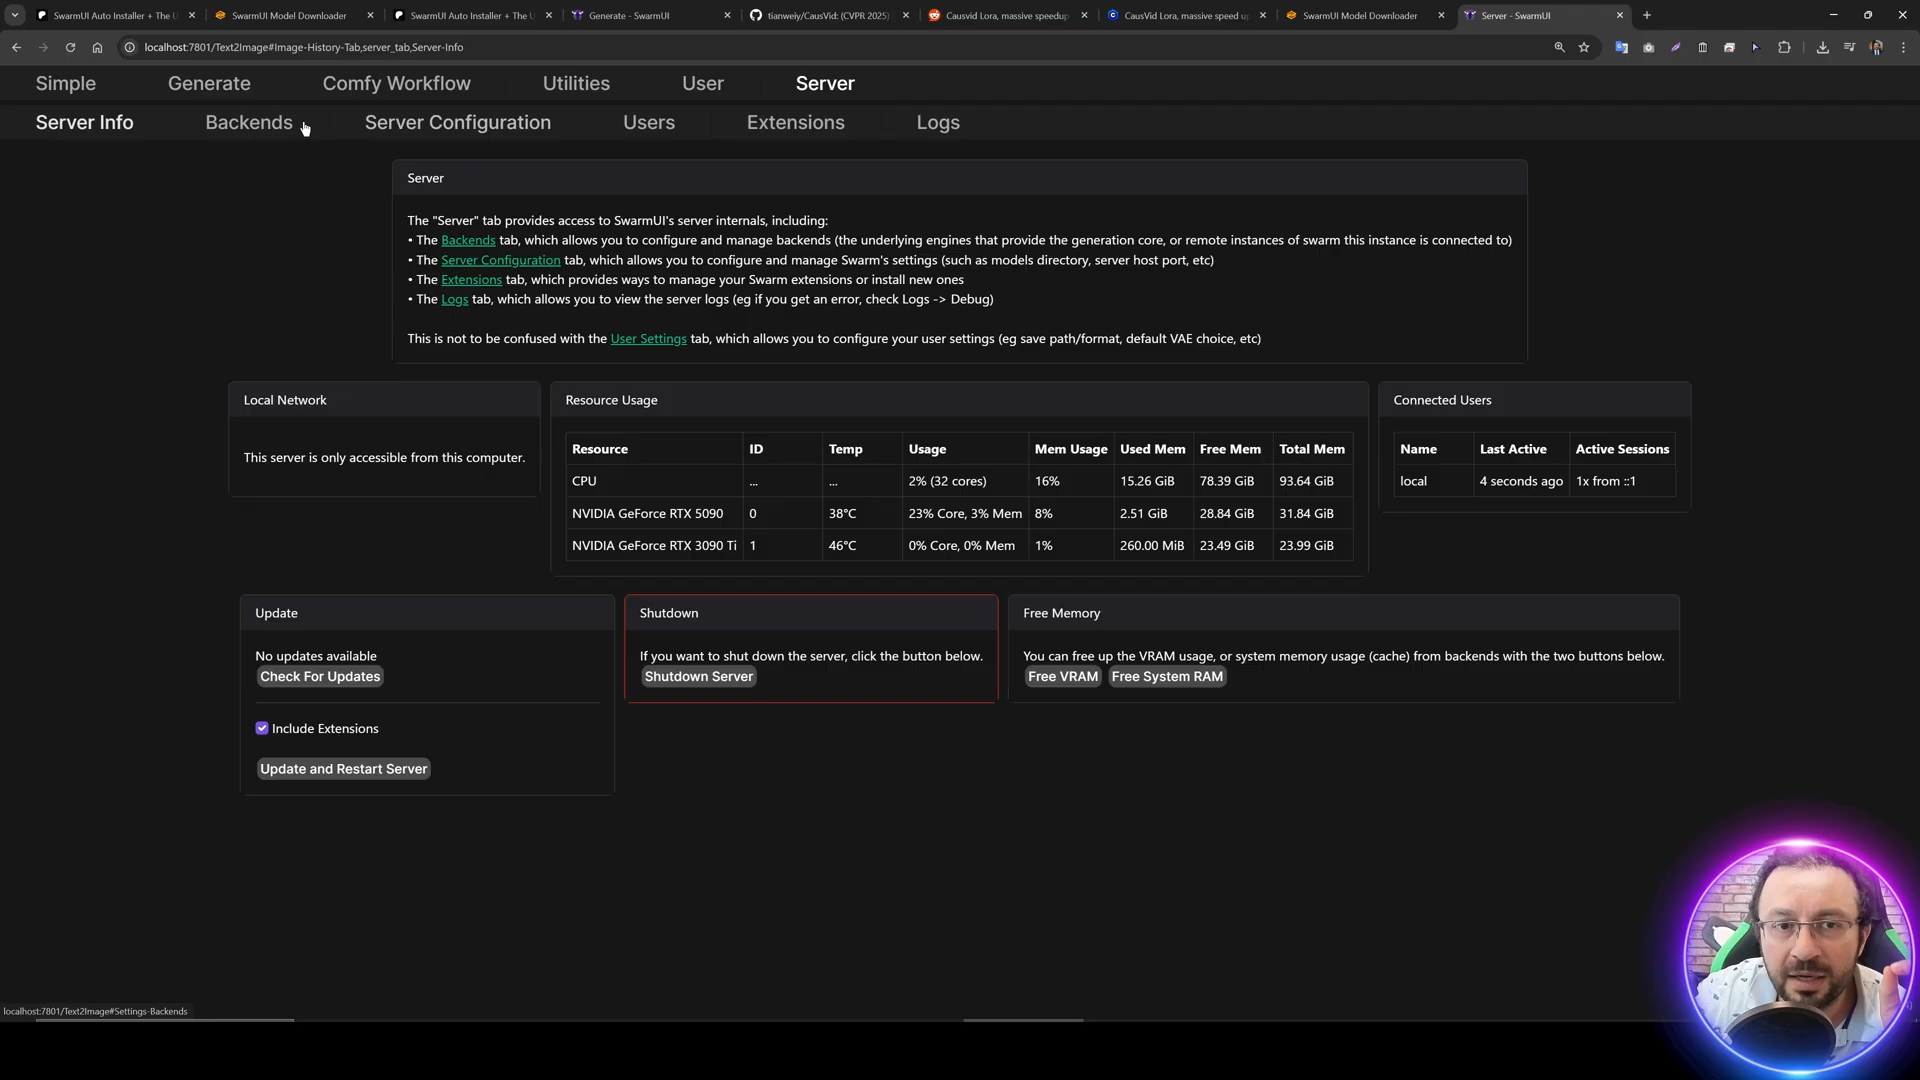 SwarmUI Auto Installer + The U
SwarmUI Model Downloader
SwarmUI Auto Installer + The U
Generate - SwarmUI
tianweiy/CausVid: (CVPR 2025)
Causvid Lora, massive speedup
CausVid Lora, massive speed up
SwarmUI Model Downloader
Server - SwarmUI
localhost:7801/Text2Image#Image-History-Tab,server_tab,Server-Info
Simple Generate Comfy Workflow Utilities User Server
Server Info Backends Server Configuration Users Extensions Logs
Server
The "Server" tab provides access to SwarmUI's server internals, including:
• The Backends tab, which allows you to configure and manage backends (the underlying engines that provide the generation core, or remote instances of swarm this instance is connected to)
• The Server Configuration tab, which allows you to configure and manage Swarm's settings (such as models directory, server host port, etc)
• The Extensions tab, which provides ways to manage your Swarm extensions or install new ones
• The Logs tab, which allows you to view the server logs (eg if you get an error, check Logs -> Debug)
This is not to be confused with the User Settings tab, which allows you to configure your user settings (eg save path/format, default VAE choice, etc)
Local Network
This server is only accessible from this computer.
Resource Usage
Resource ID Temp Usage Mem Usage Used Mem Free Mem Total Mem
CPU ... ... 2% (32 cores) 16% 15.26 GiB 78.39 GiB 93.64 GiB
NVIDIA GeForce RTX 5090 0 38°C 23% Core, 3% Mem 8% 2.51 GiB 28.84 GiB 31.84 GiB
NVIDIA GeForce RTX 3090 Ti 1 46°C 0% Core, 0% Mem 1% 260.00 MiB 23.49 GiB 23.99 GiB
Connected Users
Name Last Active Active Sessions
local 4 seconds ago 1x from ::1
Update
No updates available
Check For Updates
Include Extensions
Update and Restart Server
Shutdown
If you want to shut down the server, click the button below.
Shutdown Server
Free Memory
You can free up the VRAM usage, or system memory usage (cache) from backends with the two buttons below.
Free VRAM Free System RAM
localhost:7801/Text2Image#Settings-Backends